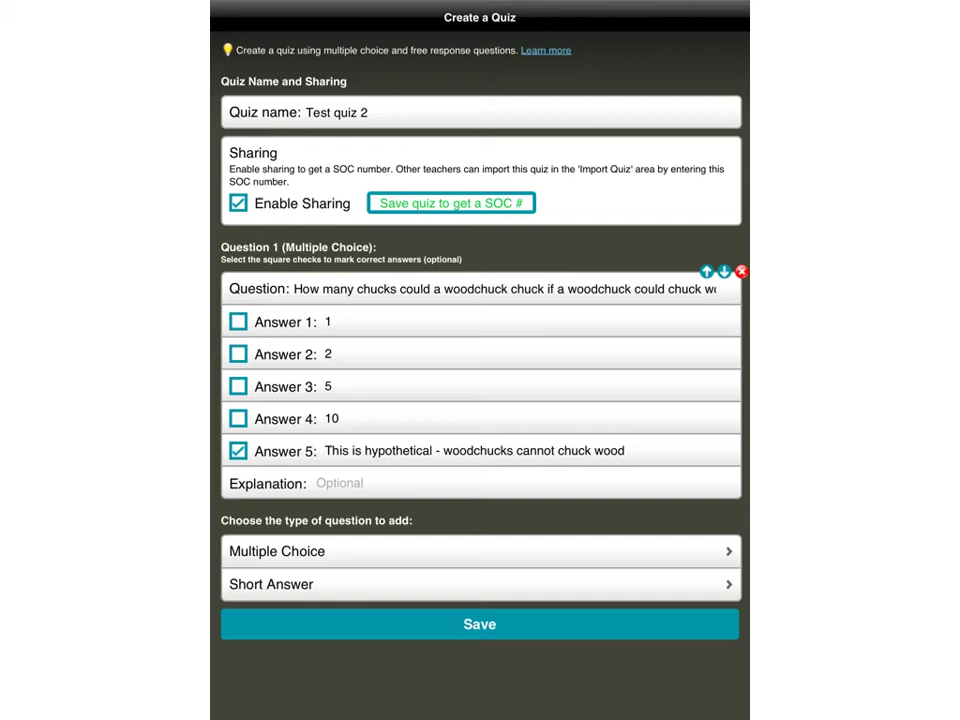 Create a Quiz
Create a quiz using multiple choice and free response questions. Learn more
Quiz Name and Sharing
Quiz name: Test quiz 2
Sharing
Enable sharing to get a SOC number. Other teachers can import this quiz in the 'Import Quiz' area by entering this
SOC number.
Enable Sharing Save quiz to get a SOC #
Question 1 (Multiple Choice):
Select the square checks to mark correct answers (optional)
Question: How many chucks could a woodchuck chuck if a woodchuck could chuck
Answer 1: 1
Answer 2: 2
Answer 3: 5
Answer 4: 10
Answer 5: This is hypothetical - woodchucks cannot chuck wood
Explanation: Optional
Choose the type of question to add:
Multiple Choice
Short Answer
Save